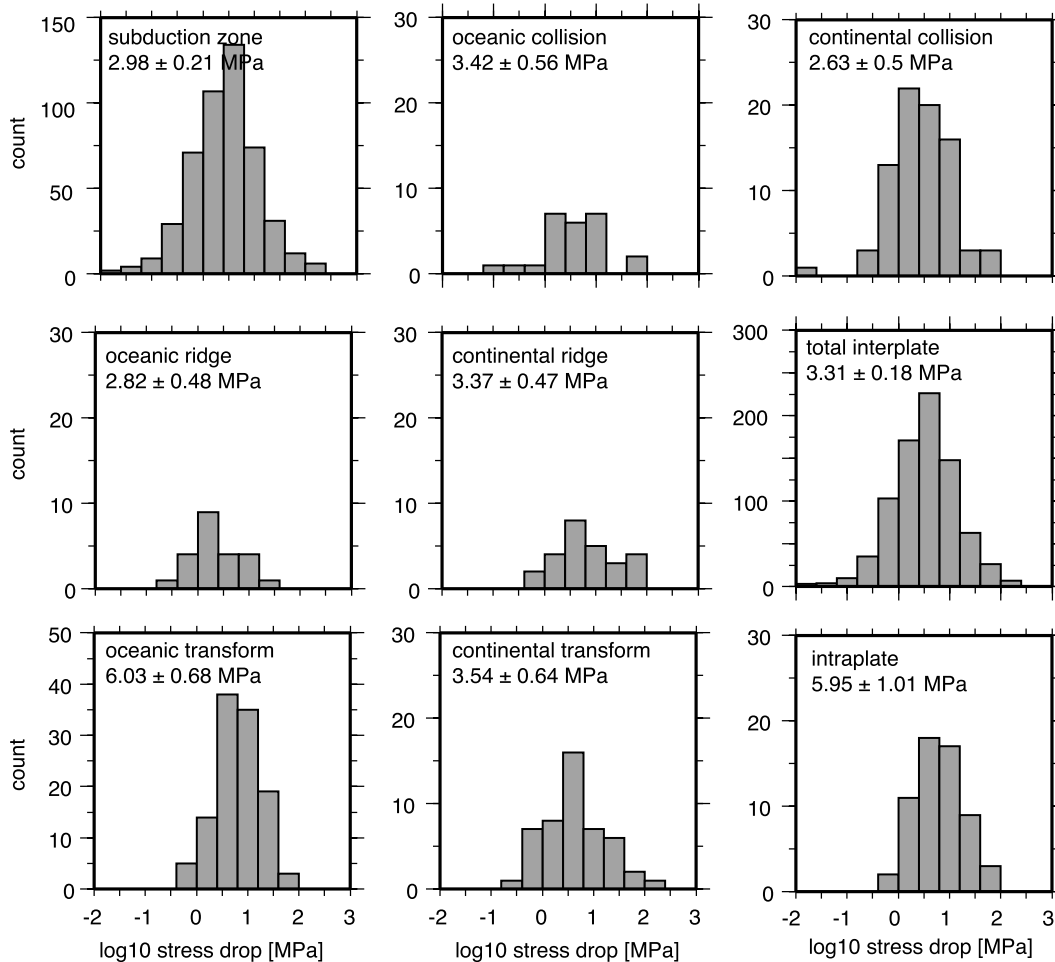 150
100
50
0
count
subduction zone
2.98 ± 0.21 MPa
30
20
10
0
oceanic collision
3.42 ± 0.56 MPa
30
20
10
0
continental collision
2.63 ± 0.5 MPa
30
20
10
0
count
oceanic ridge
2.82 ± 0.48 MPa
30
20
10
0
continental ridge
3.37 ± 0.47 MPa
300
200
100
0
total interplate
3.31 ± 0.18 MPa
50
40
30
20
10
0
count
oceanic transform
6.03 ± 0.68 MPa
-2 -1 0 1 2 3
log10 stress drop [MPa]
30
20
10
0
continental transform
3.54 ± 0.64 MPa
-2 -1 0 1 2 3
log10 stress drop [MPa]
30
20
10
0
intraplate
5.95 ± 1.01 MPa
-2 -1 0 1 2 3
log10 stress drop [MPa]